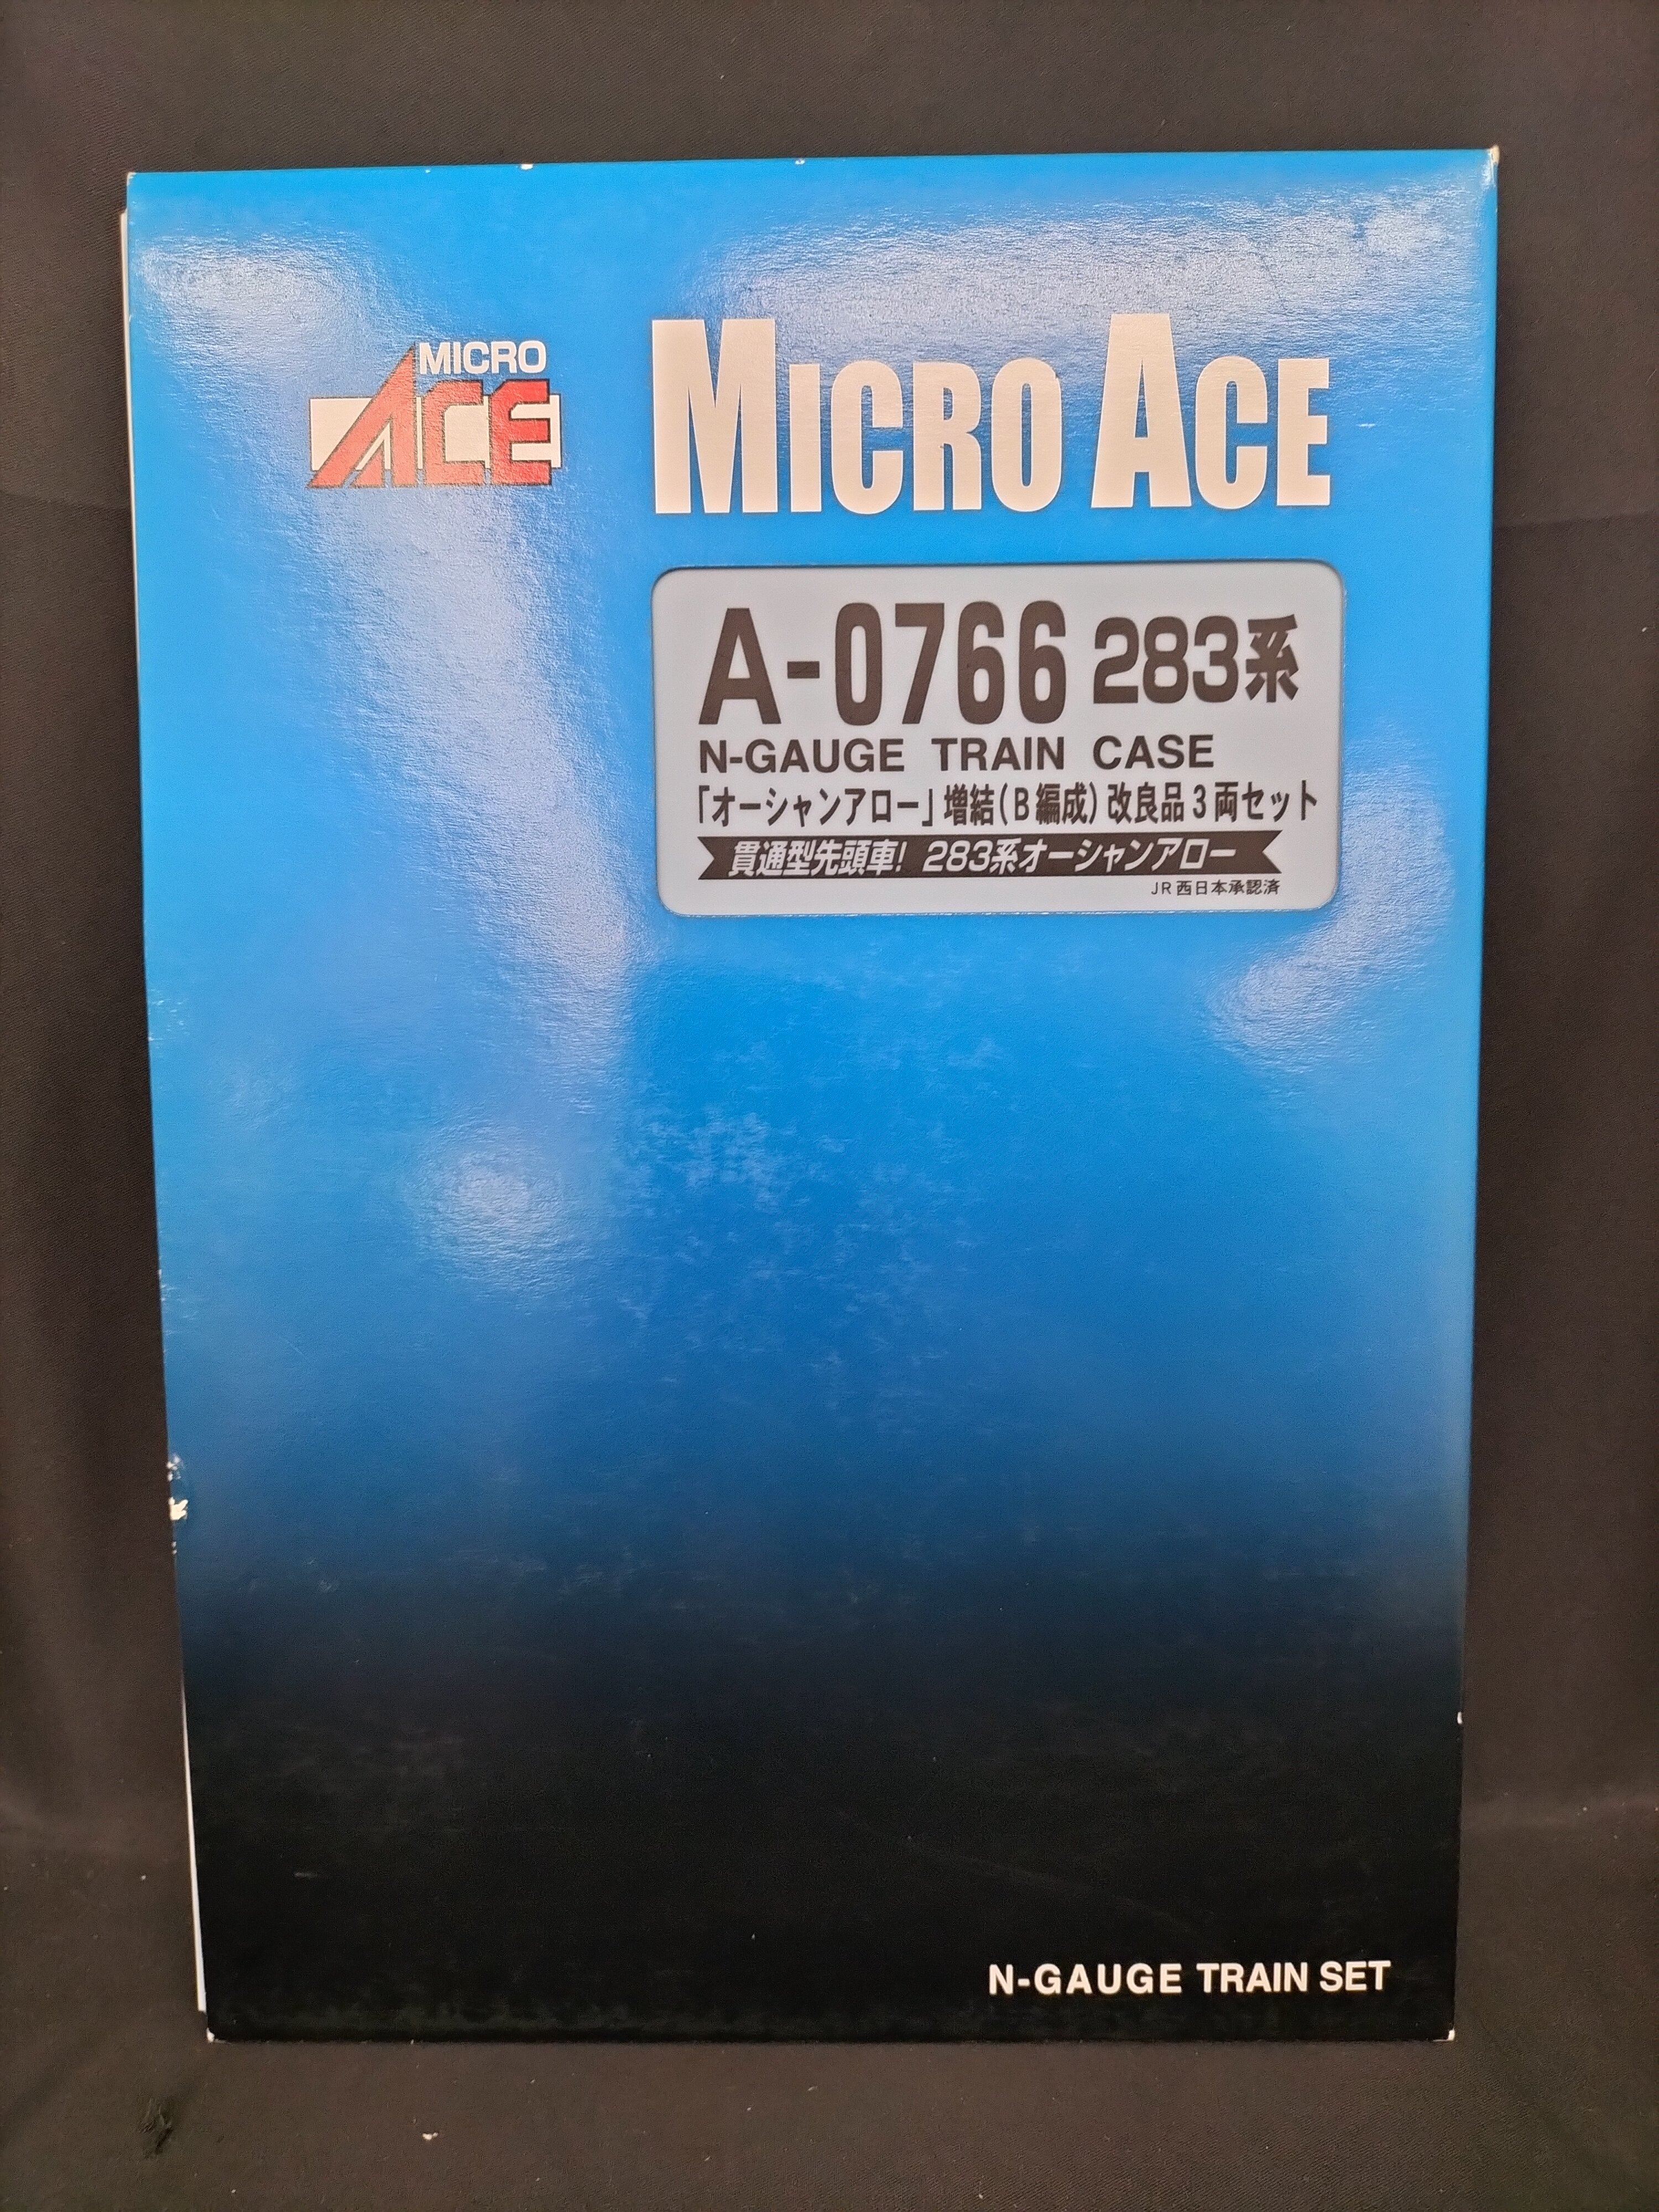 MICRO
ACE
MICRO ACE
A-0766 283系
N-GAUGE TRAIN CASE
「オーシャンアロー」増結(B編成)改良品3両セット
貫通型先頭車! 283系オーシャンアロー
JR西日本承認済
N-GAUGE TRAIN SET